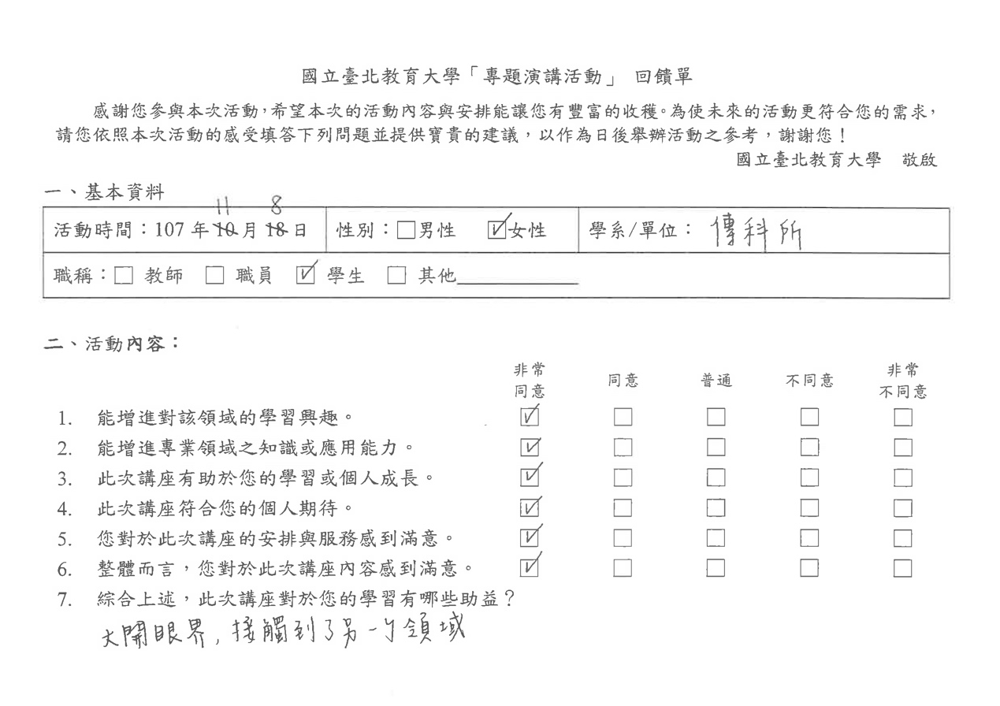 國立臺北教育大學「專題演講活動」 回饋單
感謝您參與本次活動，希望本次的活動內容與安排能讓您有豐富的收穫。為使未來的活動更符合您的需求，
請您依照本次活動的感受填答下列問題並提供寶貴的建議，以作為日後舉辦活動之參考，謝謝您！
國立臺北教育大學 敬啟
一、基本資料
11 8
活動時間：107 年 10 月 18 日 性別：□男性 ☑女性 學系/單位： 傳科所
職稱：□ 教師 □ 職員 ☑ 學生 □ 其他
二、活動內容：
非常同意 同意 普通 不同意 非常不同意
1. 能增進對該領域的學習興趣。 ☑ □ □ □ □
2. 能增進專業領域之知識或應用能力。 ☑ □ □ □ □
3. 此次講座有助於您的學習或個人成長。 ☑ □ □ □ □
4. 此次講座符合您的個人期待。 ☑ □ □ □ □
5. 您對於此次講座的安排與服務感到滿意。 ☑ □ □ □ □
6. 整體而言，您對於此次講座內容感到滿意。 ☑ □ □ □ □
7. 綜合上述，此次講座對於您的學習有哪些助益？
大開眼界，接觸到了另一个領域